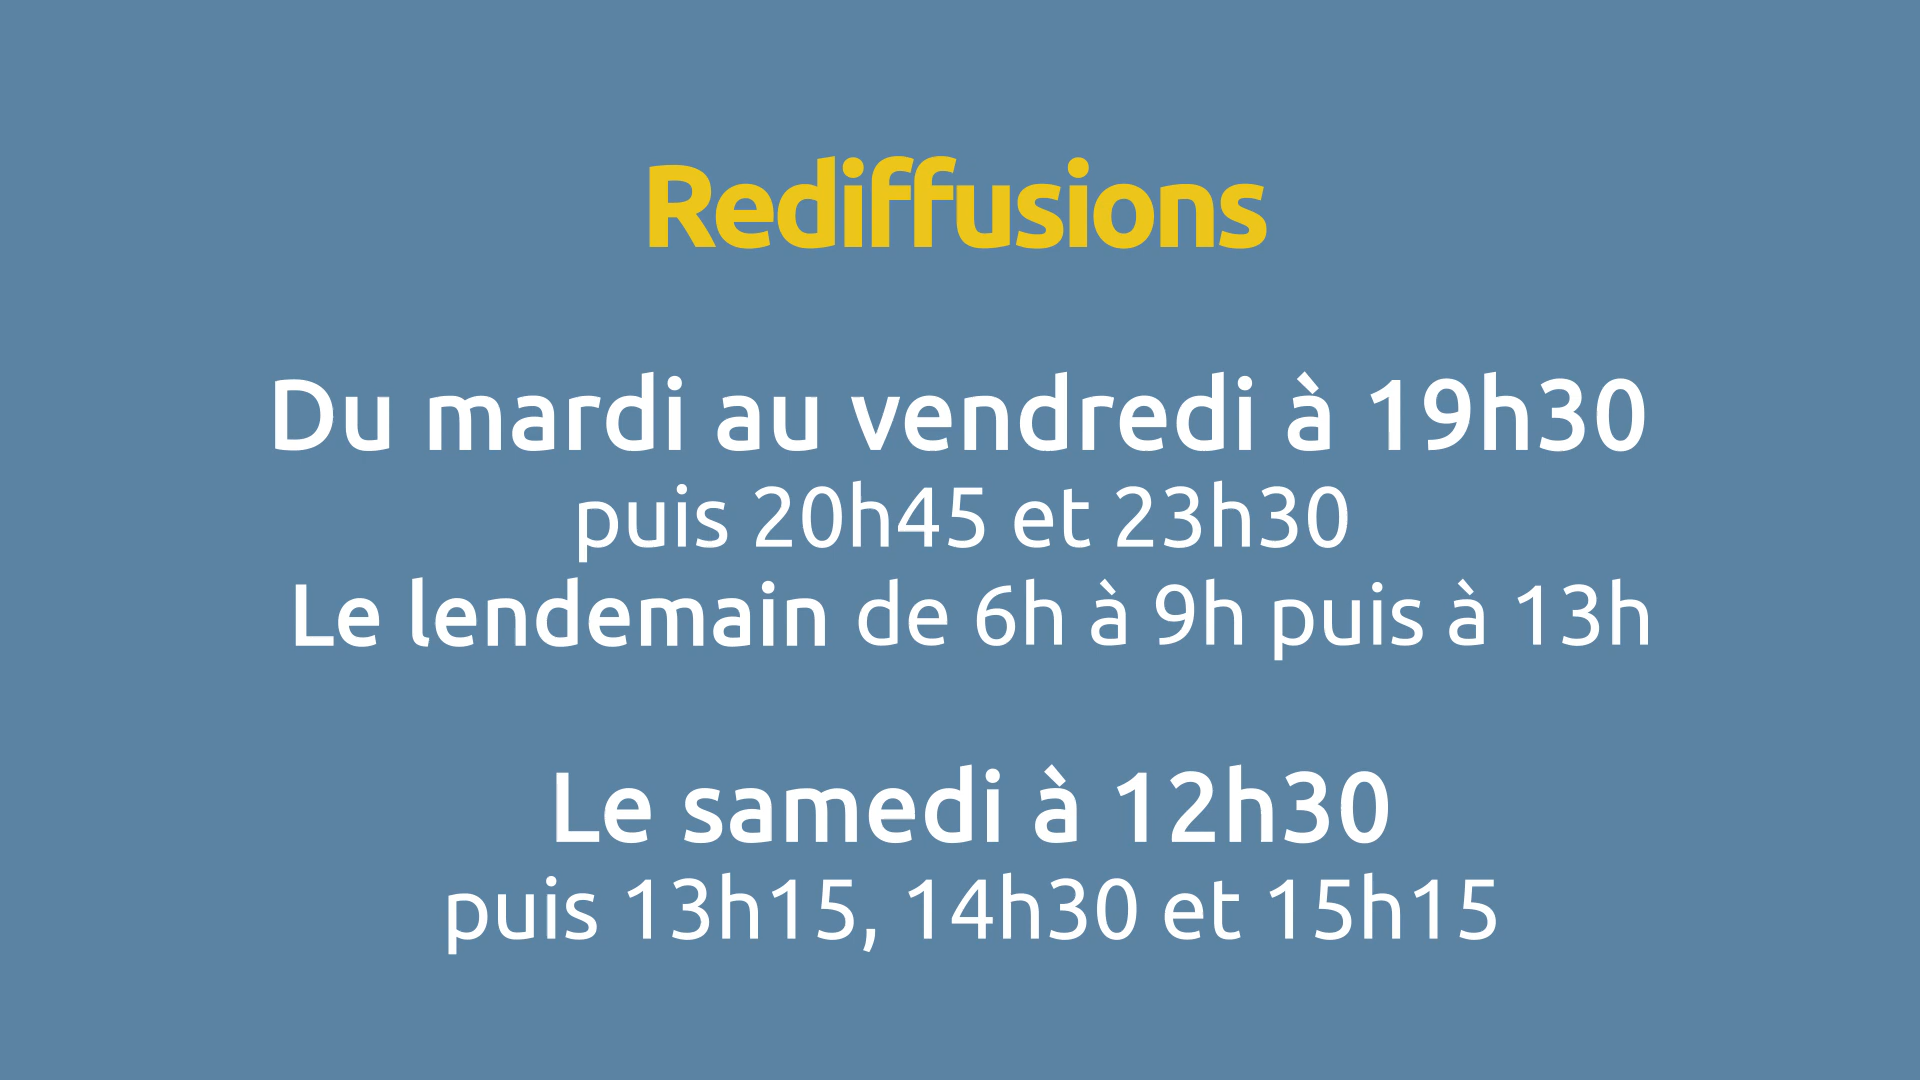 Rediffusions
Du mardi au vendredi à 19h30
puis 20h45 et 23h30
Le lendemain de 6h à 9h puis à 13h
Le samedi à 12h30
puis 13h15, 14h30 et 15h15